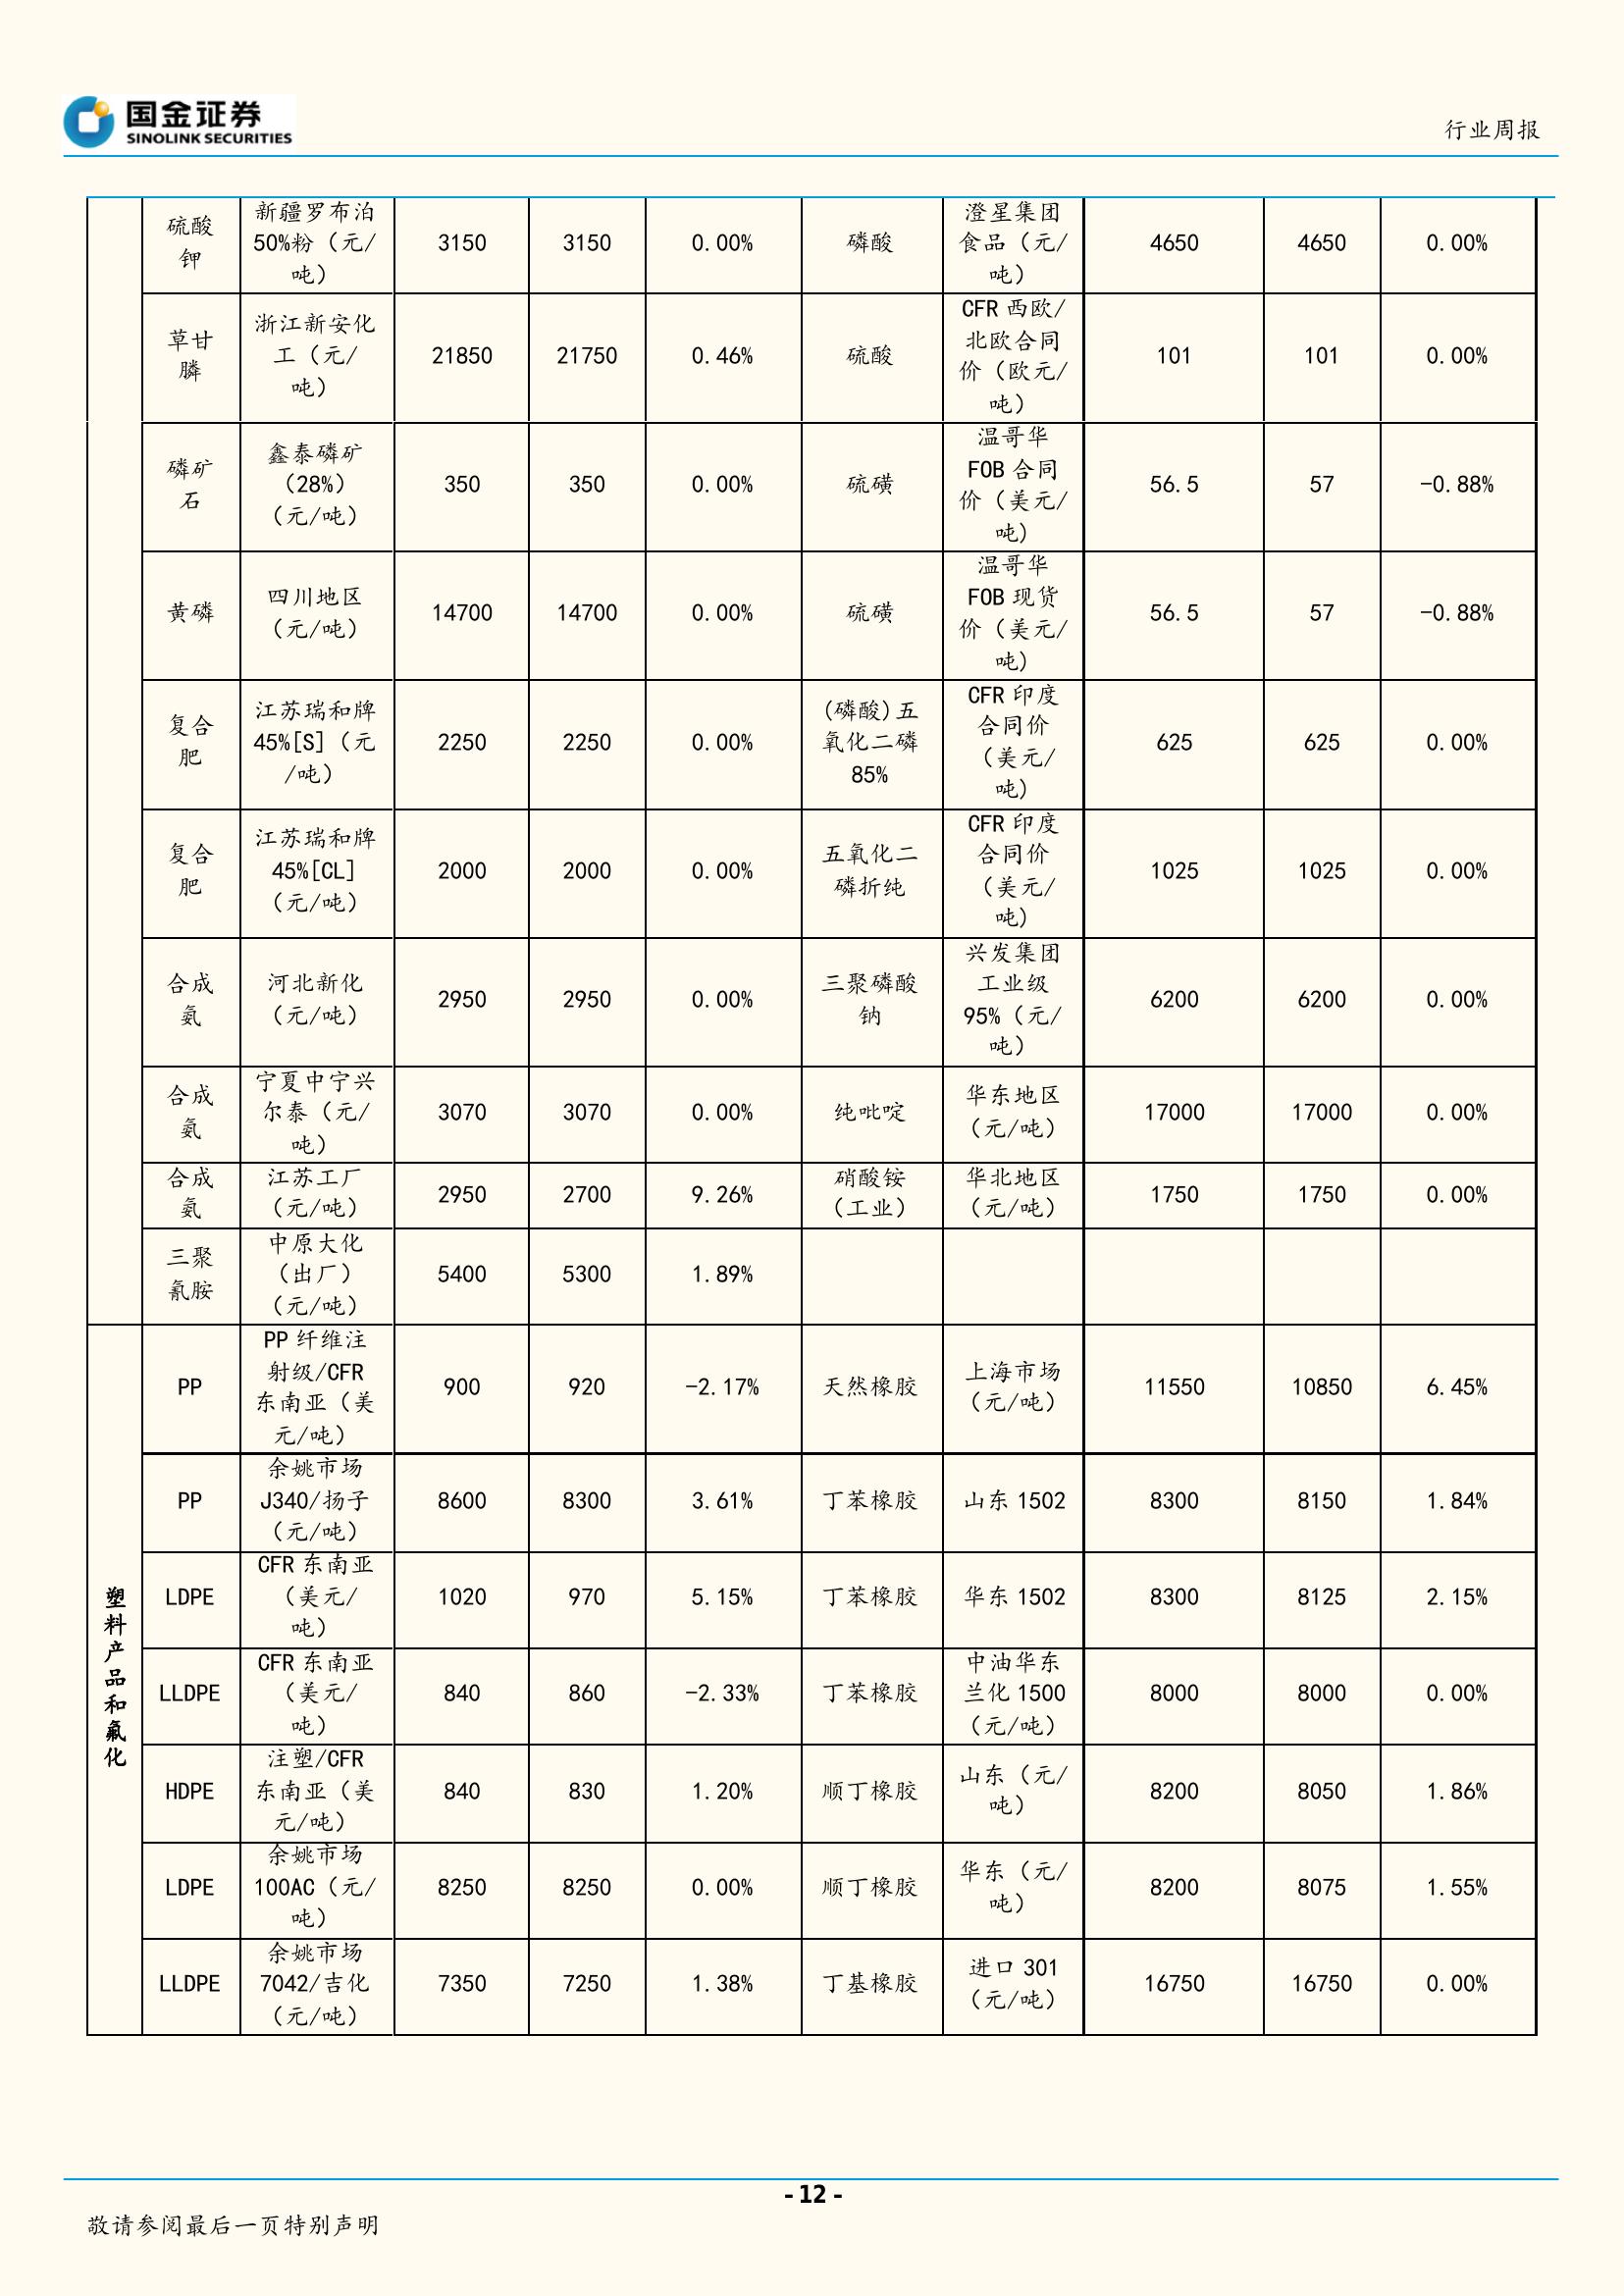 国金证券
SINOLINK SECURITIES
行业周报
硫酸
钾
新疆罗布泊
50%粉（元/
吨）
3150
3150
0.00%
磷酸
澄星集团
食品（元/
吨）
4650
4650
0.00%
草甘
膦
浙江新安化
工（元/
吨）
21850
21750
0.46%
硫酸
CFR 西欧/
北欧合同
价（欧元/
吨）
101
101
0.00%
磷矿
石
鑫泰磷矿
（28%）
（元/吨）
350
350
0.00%
硫磺
温哥华
FOB 合同
价（美元/
吨）
56.5
57
-0.88%
黄磷
四川地区
（元/吨）
14700
14700
0.00%
硫磺
温哥华
FOB 现货
价（美元/
吨）
56.5
57
-0.88%
复合
肥
江苏瑞和牌
45%[S]（元
/吨）
2250
2250
0.00%
(磷酸)五
氧化二磷
85%
CFR 印度
合同价
（美元/
吨）
625
625
0.00%
复合
肥
江苏瑞和牌
45%[CL]
（元/吨）
2000
2000
0.00%
五氧化二
磷折纯
CFR 印度
合同价
（美元/
吨）
1025
1025
0.00%
合成
氨
河北新化
（元/吨）
2950
2950
0.00%
三聚磷酸
钠
兴发集团
工业级
95%（元/
吨）
6200
6200
0.00%
合成
氨
宁夏中宁兴
尔泰（元/
吨）
3070
3070
0.00%
纯吡啶
华东地区
（元/吨）
17000
17000
0.00%
合成
氨
江苏工厂
（元/吨）
2950
2700
9.26%
硝酸铵
（工业）
华北地区
（元/吨）
1750
1750
0.00%
三聚
氰胺
中原大化
（出厂）
（元/吨）
5400
5300
1.89%
塑
料
产
品
和
氟
化
PP
PP 纤维注
射级/CFR
东南亚（美
元/吨）
900
920
-2.17%
天然橡胶
上海市场
（元/吨）
11550
10850
6.45%
PP
余姚市场
J340/扬子
（元/吨）
8600
8300
3.61%
丁苯橡胶
山东 1502
8300
8150
1.84%
LDPE
CFR 东南亚
（美元/
吨）
1020
970
5.15%
丁苯橡胶
华东 1502
8300
8125
2.15%
LLDPE
CFR 东南亚
（美元/
吨）
840
860
-2.33%
丁苯橡胶
中油华东
兰化 1500
（元/吨）
8000
8000
0.00%
HDPE
注塑/CFR
东南亚（美
元/吨）
840
830
1.20%
顺丁橡胶
山东（元/
吨）
8200
8050
1.86%
LDPE
余姚市场
100AC（元/
吨）
8250
8250
0.00%
顺丁橡胶
华东（元/
吨）
8200
8075
1.55%
LLDPE
余姚市场
7042/吉化
（元/吨）
7350
7250
1.38%
丁基橡胶
进口 301
（元/吨）
16750
16750
0.00%
- 12 -
敬请参阅最后一页特别声明